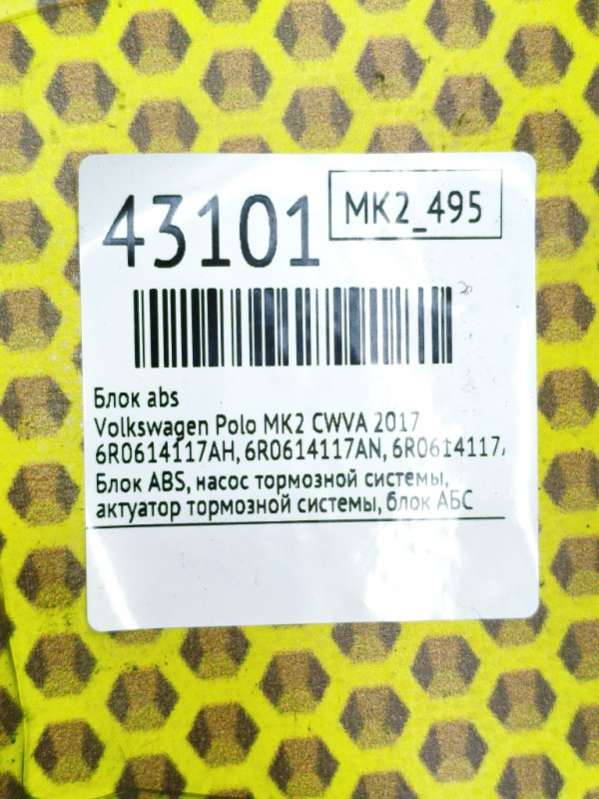 43101
MK2_495
Блок abs
Volkswagen Polo MK2 CWVA 2017
6R0614117AH, 6R0614117AN, 6R0614117
Блок ABS, насос тормозной системы,
актуатор тормозной системы, блок АБС